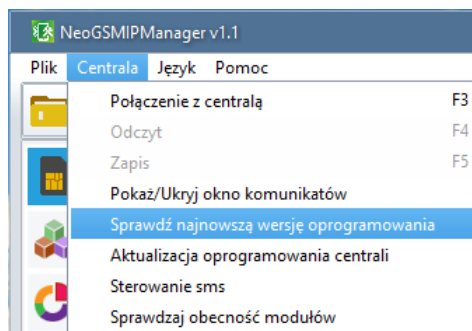 NeoGSMIPManager v1.1
Plik Centrala Język Pomoc
Połączenie z centralą F3
Odczyt F4
Zapis F5
Pokaż/Ukryj okno komunikatów
Sprawdź najnowszą wersję oprogramowania
Aktualizacja oprogramowania centrali
Sterowanie sms
Sprawdzaj obecność modułów